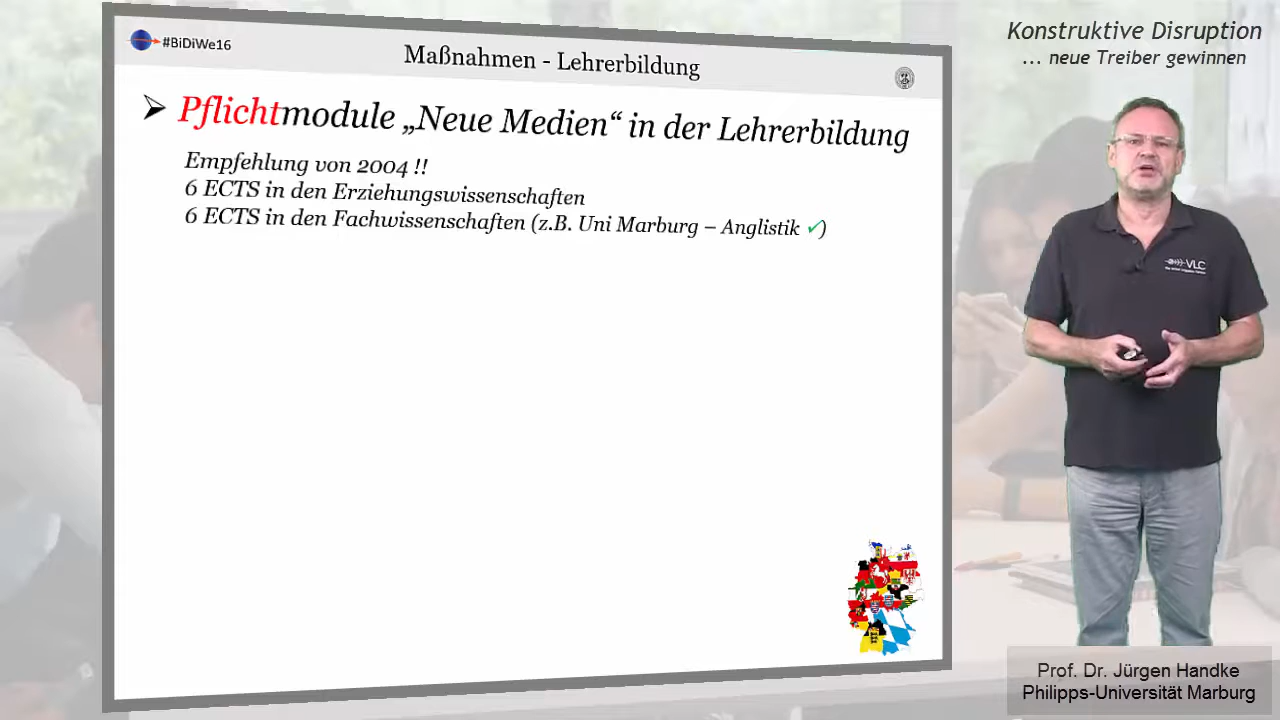 #BiDiWe16
Maßnahmen - Lehrerbildung
Pflichtmodule „Neue Medien“ in der Lehrerbildung
Empfehlung von 2004 !!
6 ECTS in den Erziehungswissenschaften
6 ECTS in den Fachwissenschaften (z.B. Uni Marburg – Anglistik ✓)
Konstruktive Disruption
... neue Treiber gewinnen
VLC
Prof. Dr. Jürgen Handke
Philipps-Universität Marburg